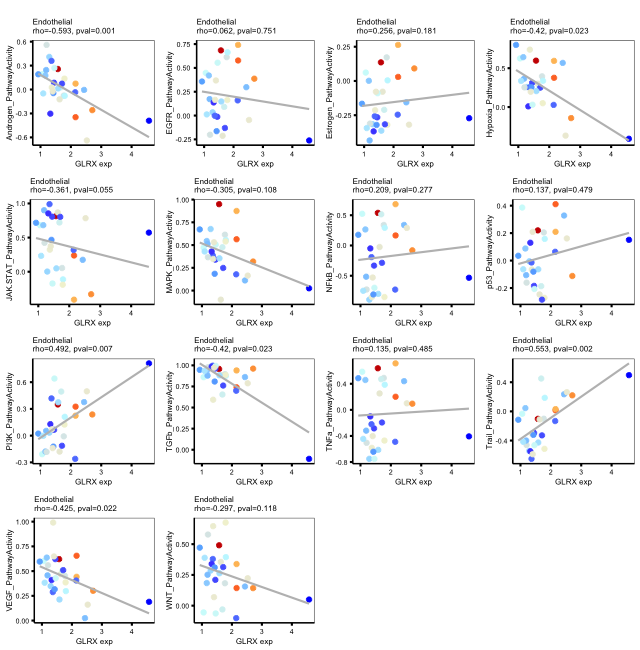 Endothelial
rho=-0.593, pval=0.001
Androgen_PathwayActivity
0.6
0.3
0.0
-0.3
-0.6
1 2 3 4
GLRX exp
Endothelial
rho=0.062, pval=0.751
EGFR_PathwayActivity
0.75
0.50
0.25
0.00
-0.25
1 2 3 4
GLRX exp
Endothelial
rho=0.256, pval=0.181
Estrogen_PathwayActivity
0.25
0.00
-0.25
1 2 3 4
GLRX exp
Endothelial
rho=-0.42, pval=0.023
Hypoxia_PathwayActivity
0.5
0.0
1 2 3 4
GLRX exp
Endothelial
rho=-0.361, pval=0.055
JAK.STAT_PathwayActivity
1.0
0.5
0.0
1 2 3 4
GLRX exp
Endothelial
rho=-0.305, pval=0.108
MAPK_PathwayActivity
1.00
0.75
0.50
0.25
0.00
1 2 3 4
GLRX exp
Endothelial
rho=0.209, pval=0.277
NFkB_PathwayActivity
0.5
0.0
-0.5
1 2 3 4
GLRX exp
Endothelial
rho=0.137, pval=0.479
p53_PathwayActivity
0.4
0.2
0.0
-0.2
1 2 3 4
GLRX exp
Endothelial
rho=0.492, pval=0.007
PI3K_PathwayActivity
0.6
0.3
0.0
-0.3
1 2 3 4
GLRX exp
Endothelial
rho=-0.42, pval=0.023
TGFb_PathwayActivity
1.00
0.75
0.50
0.25
0.00
1 2 3 4
GLRX exp
Endothelial
rho=0.135, pval=0.485
TNFa_PathwayActivity
0.4
0.0
-0.4
-0.8
1 2 3 4
GLRX exp
Endothelial
rho=0.553, pval=0.002
Trail_PathwayActivity
0.4
0.0
-0.4
1 2 3 4
GLRX exp
Endothelial
rho=-0.425, pval=0.022
VEGF_PathwayActivity
1.00
0.75
0.50
0.25
0.00
1 2 3 4
GLRX exp
Endothelial
rho=-0.297, pval=0.118
WNT_PathwayActivity
0.50
0.25
0.00
1 2 3 4
GLRX exp